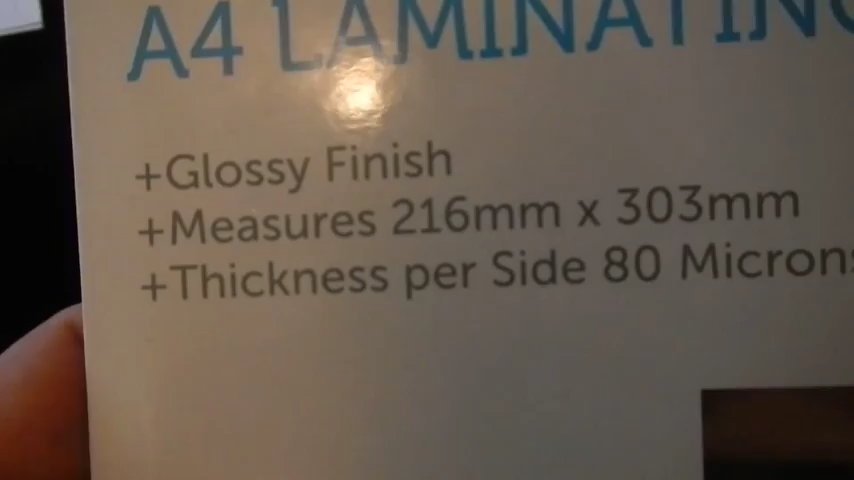 A4 LAMINATING
+Glossy Finish
+Measures 216mm x 303mm
+Thickness per Side 80 Microns